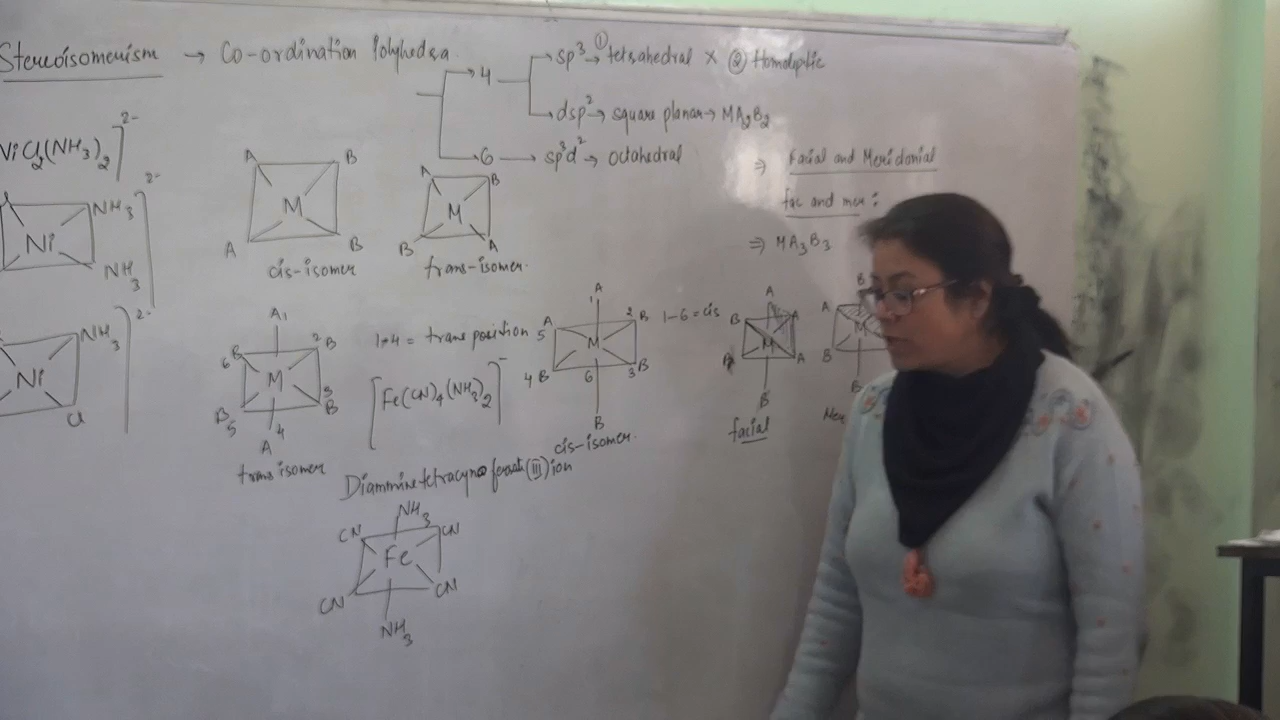 Stereoisomerism → Co-ordination Polyhedra
4 sp³ → ① tetrahedral × ② Homoleptic
dsp² → square planar → MA₂B₂
6 → sp³d² → octahedral
NiCl₂(NH₃)₂]²⁻
⇒ Facial and Meridonial
fac and mer :
⇒ MA₃B₃
Ni NH₃ NH₃ ]²⁻
A B M A B
cis-isomer
A B M B A
trans-isomer.
Ni NH₃ Cl ]²⁻
A 1 6 B 2 B M B 5 3 B A 4
trans isomer
1-4 = trans position
[Fe(CN)₄(NH₃)₂]⁻
A 1 A 5 2 B M 4 B 6 3 B B
cis-isomer.
1-6 = cis
A B A M A B
facial
B A M B B
Mer
Diamminetetracyno ferrate (III) ion
NH₃ CN CN Fe CN CN NH₃